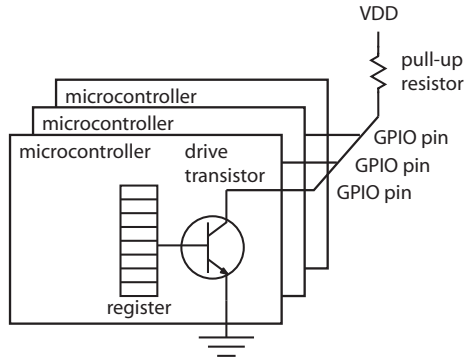 VDD
pull-up
resistor
microcontroller
microcontroller
microcontroller
drive
transistor
GPIO pin
GPIO pin
GPIO pin
register